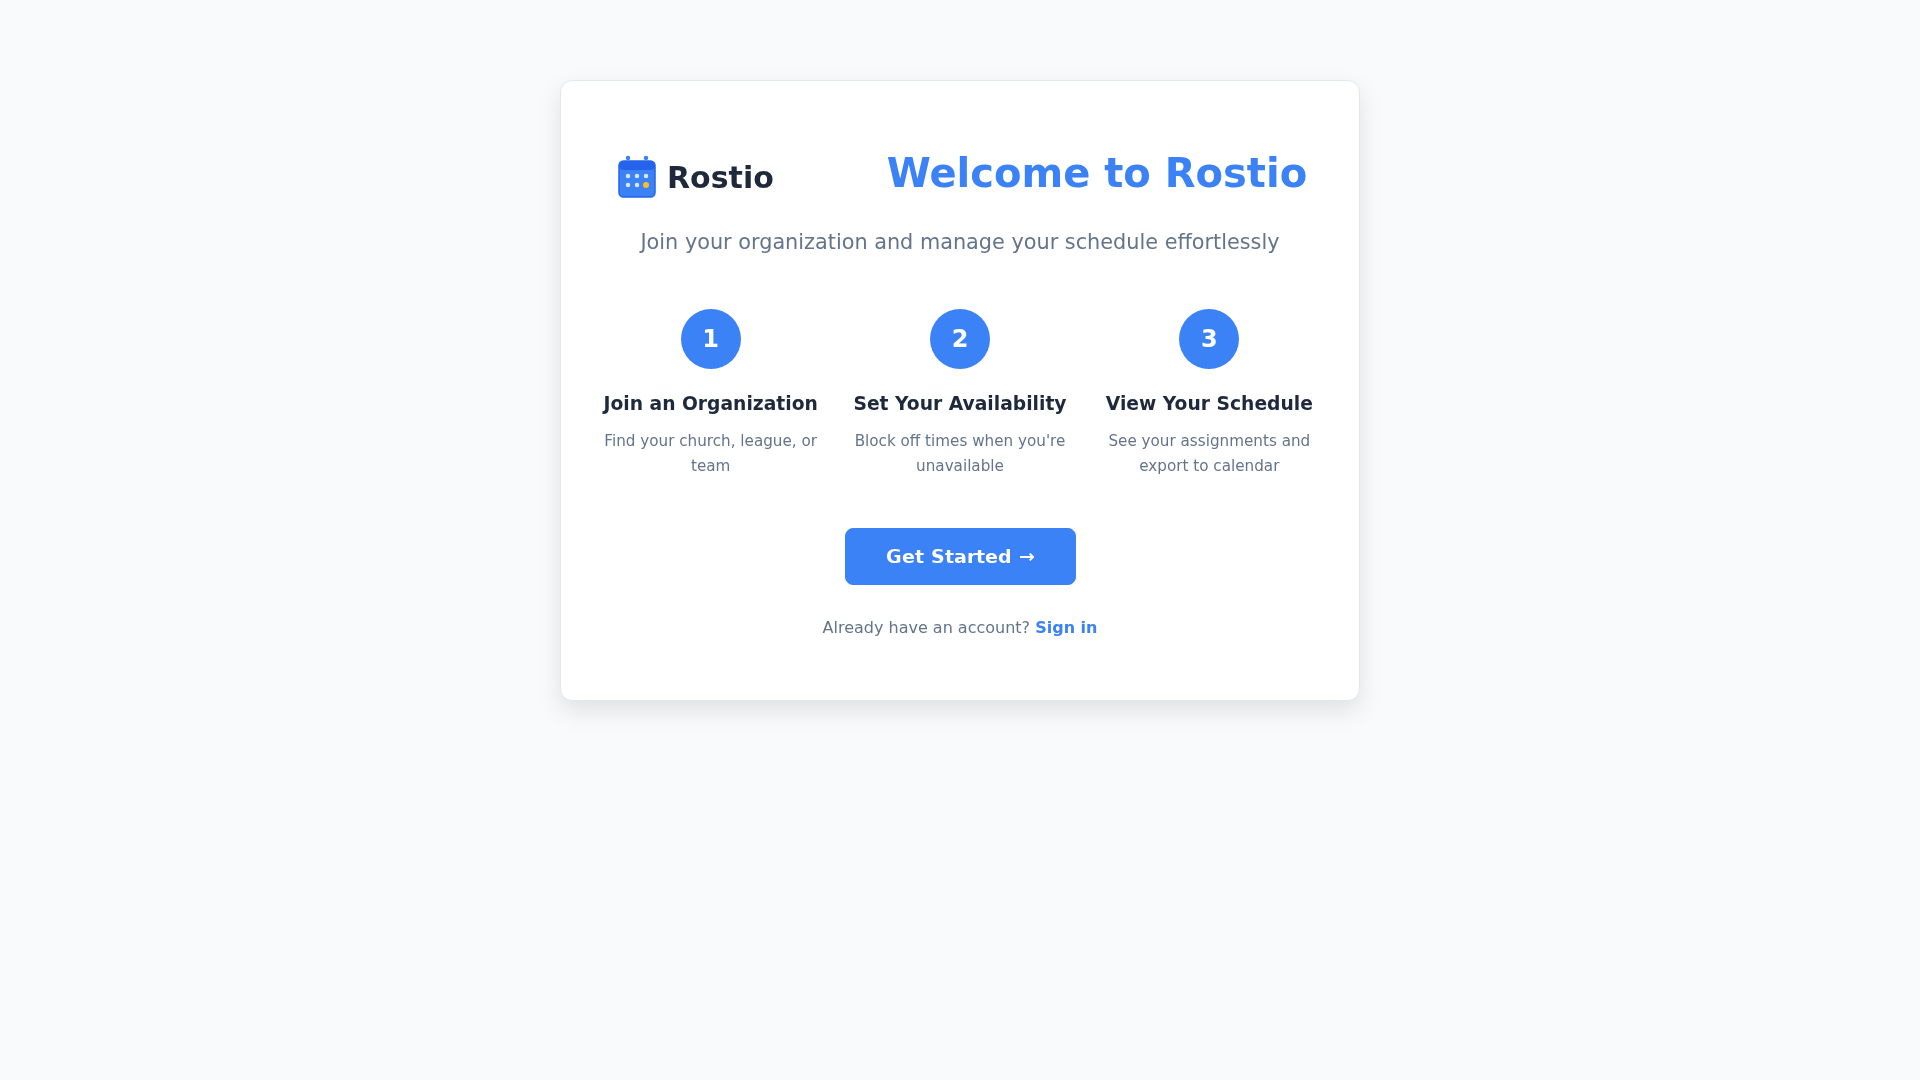 Rostio
Welcome to Rostio
Join your organization and manage your schedule effortlessly
1
Join an Organization
Find your church, league, or
team
2
Set Your Availability
Block off times when you're
unavailable
3
View Your Schedule
See your assignments and
export to calendar
Get Started →
Already have an account? Sign in